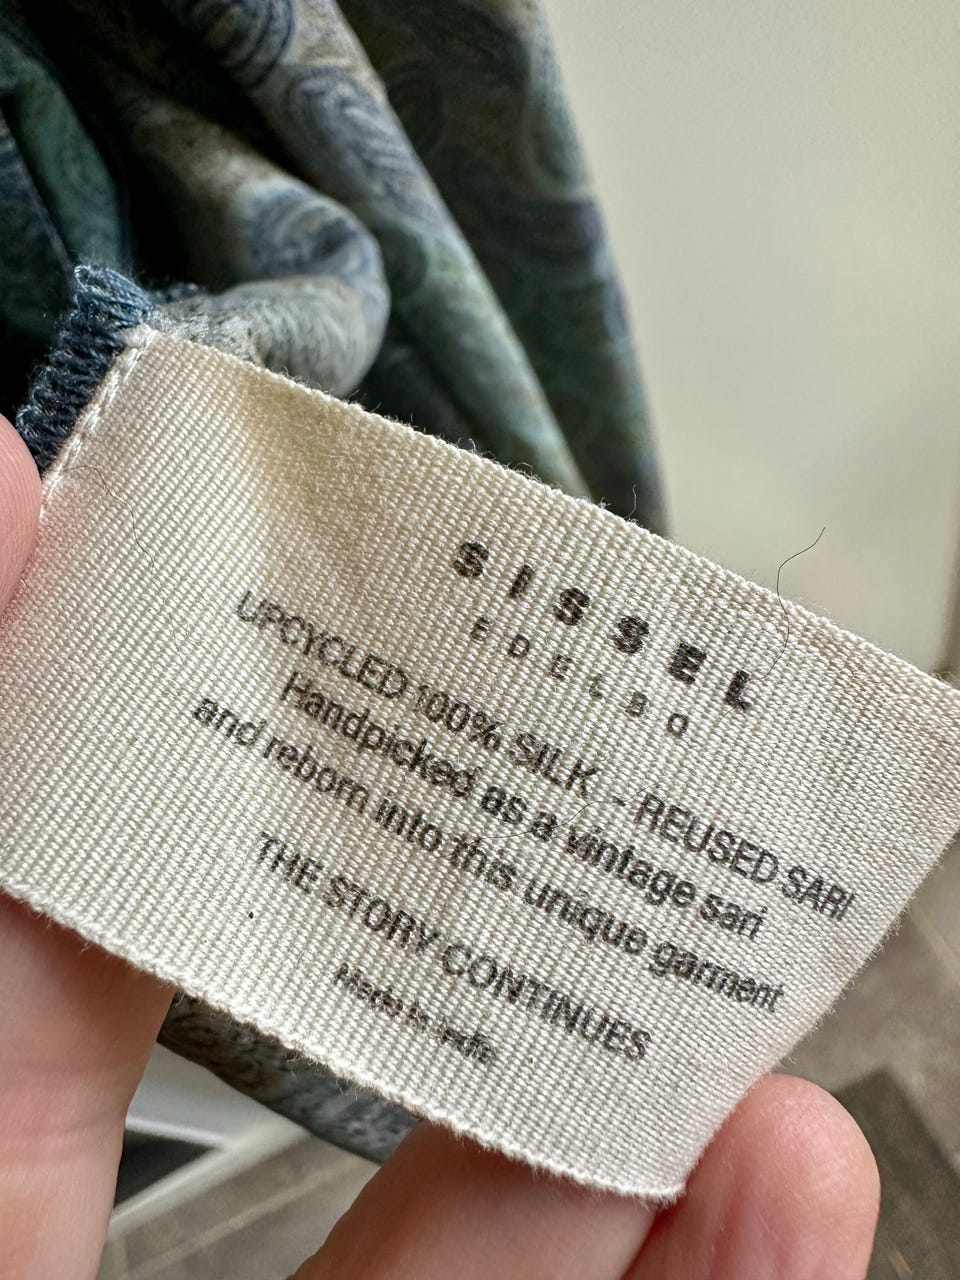 SISSEL
EDELBO
UPCYCLED 100% SILK - REUSED SARI
Handpicked as a vintage sari
and reborn into this unique garment
THE STORY CONTINUES
Made in India